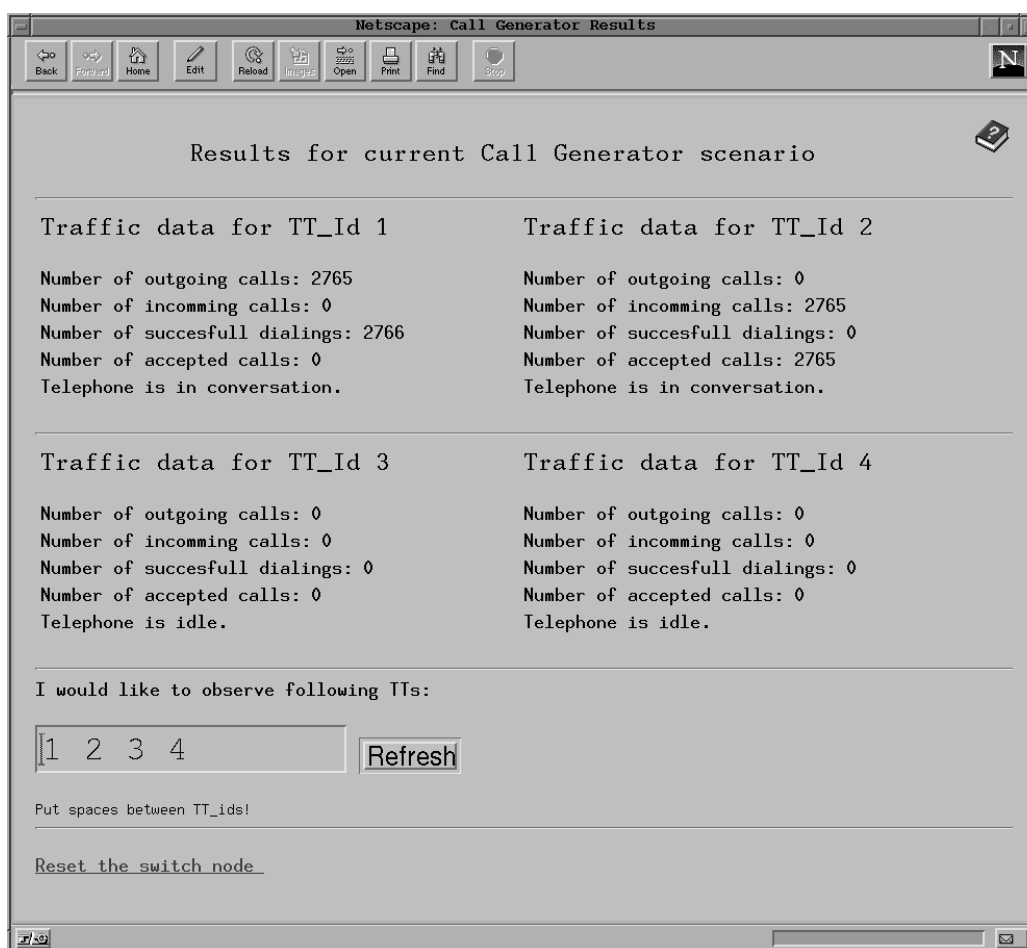 Netscape: Call Generator Results
Back Forward Home Edit Reload Images Open Print Find Stop
N
?
Results for current Call Generator scenario
Traffic data for TT_Id 1
Number of outgoing calls: 2765
Number of incomming calls: 0
Number of succesfull dialings: 2766
Number of accepted calls: 0
Telephone is in conversation.
Traffic data for TT_Id 2
Number of outgoing calls: 0
Number of incomming calls: 2765
Number of succesfull dialings: 0
Number of accepted calls: 2765
Telephone is in conversation.
Traffic data for TT_Id 3
Number of outgoing calls: 0
Number of incomming calls: 0
Number of succesfull dialings: 0
Number of accepted calls: 0
Telephone is idle.
Traffic data for TT_Id 4
Number of outgoing calls: 0
Number of incomming calls: 0
Number of succesfull dialings: 0
Number of accepted calls: 0
Telephone is idle.
I would like to observe following TTs:
1 2 3 4
Refresh
Put spaces between TT_ids!
Reset the switch node